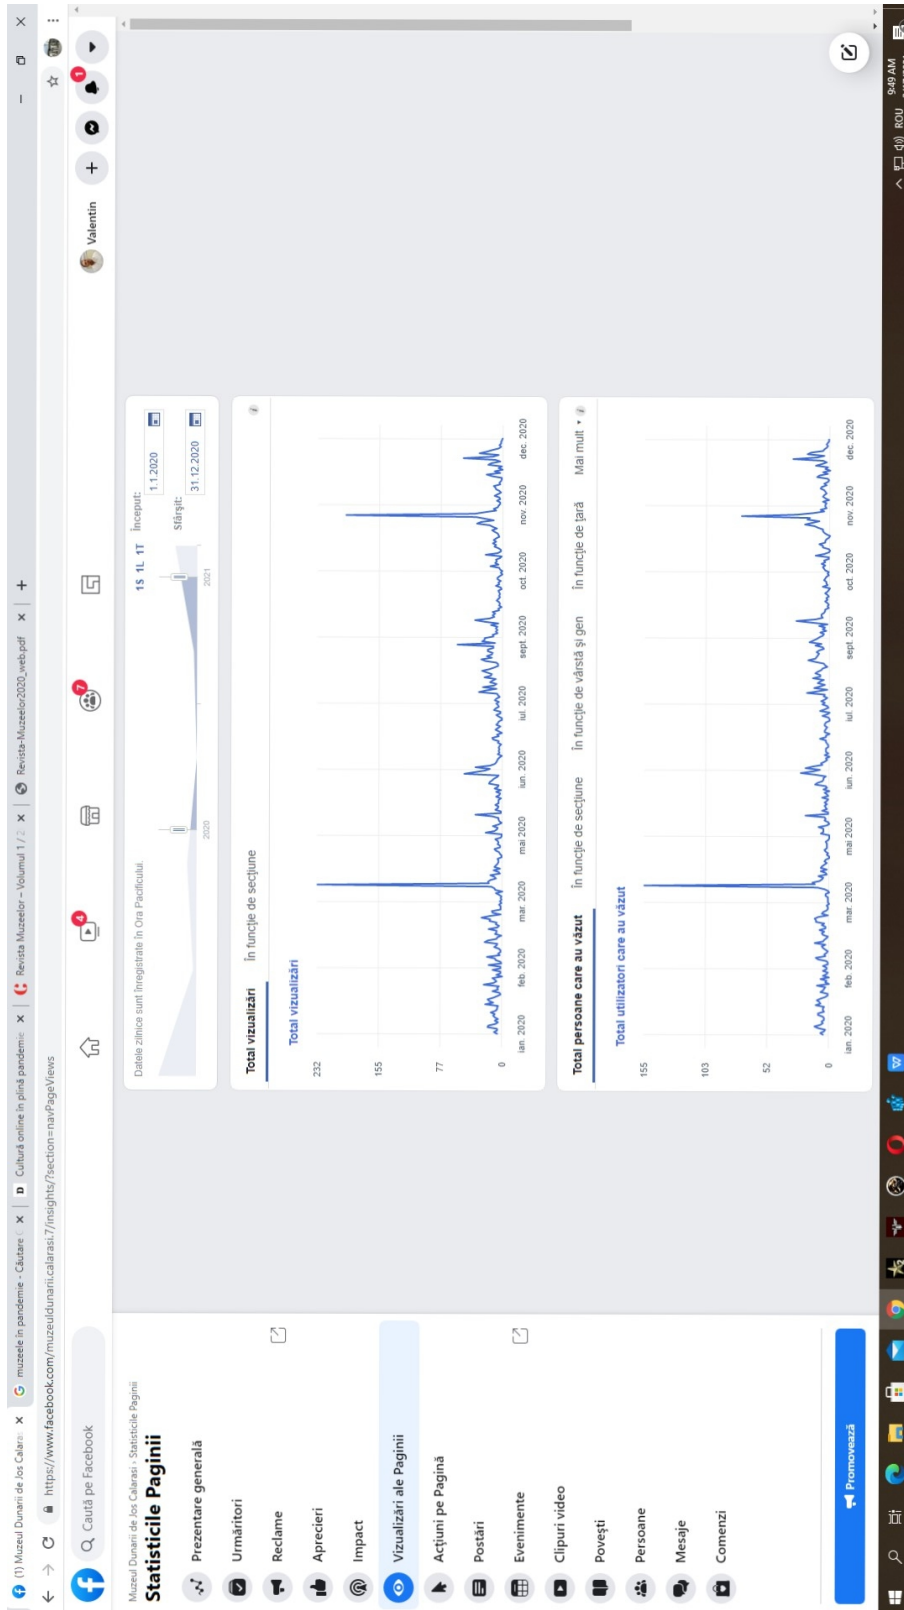 (1) Muzeul Dunarii de Jos Calara
muzeele in pandemie - Căutare
Cultură online în plină pandemie
Revista Muzeelor – Volumul 1 / 2
Revista-Muzeelor2020_web.pdf
https://www.facebook.com/muzeuldunarii.calarasi.7/insights/?section=navPageViews
Caută pe Facebook
4
7
Valentin
1
Muzeul Dunarii de Jos Calarasi › Statisticile Paginii
Statisticile Paginii
Prezentare generală
Urmăritori
Reclame
Aprecieri
Impact
Vizualizări ale Paginii
Acțiuni pe Pagină
Postări
Evenimente
Clipuri video
Povești
Persoane
Mesaje
Comenzi
Promovează
Datele zilnice sunt înregistrate în Ora Pacificului.
1S 1L 1T
Început:
1.1.2020
Sfârșit:
31.12.2020
2020
2021
Total vizualizări
În funcție de secțiune
Total vizualizări
232
155
77
0
ian. 2020 feb. 2020 mar. 2020 mai 2020 iun. 2020 iul. 2020 sept. 2020 oct. 2020 nov. 2020 dec. 2020
Total persoane care au văzut
În funcție de secțiune
În funcție de vârstă și gen
În funcție de țară
Mai mult
Total utilizatori care au văzut
155
103
52
0
ian. 2020 feb. 2020 mar. 2020 mai 2020 iun. 2020 iul. 2020 sept. 2020 oct. 2020 nov. 2020 dec. 2020
ROU
9:49 AM